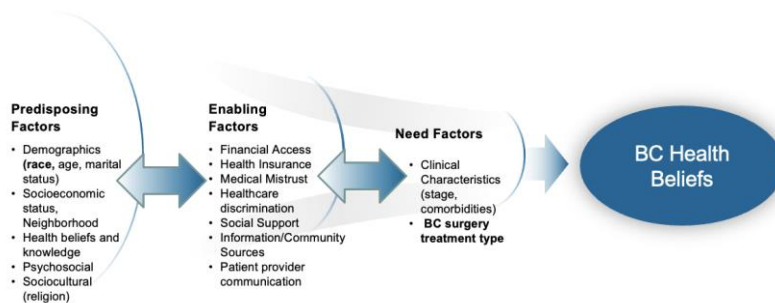 Predisposing
Factors
• Demographics
(race, age, marital
status)
• Socioeconomic
status,
Neighborhood
• Health beliefs and
knowledge
• Psychosocial
• Sociocultural
(religion)
Enabling
Factors
• Financial Access
• Health Insurance
• Medical Mistrust
• Healthcare
discrimination
• Social Support
• Information/Community
Sources
• Patient provider
communication
Need Factors
• Clinical
Characteristics
(stage,
comorbidities)
• BC surgery
treatment type
BC Health
Beliefs